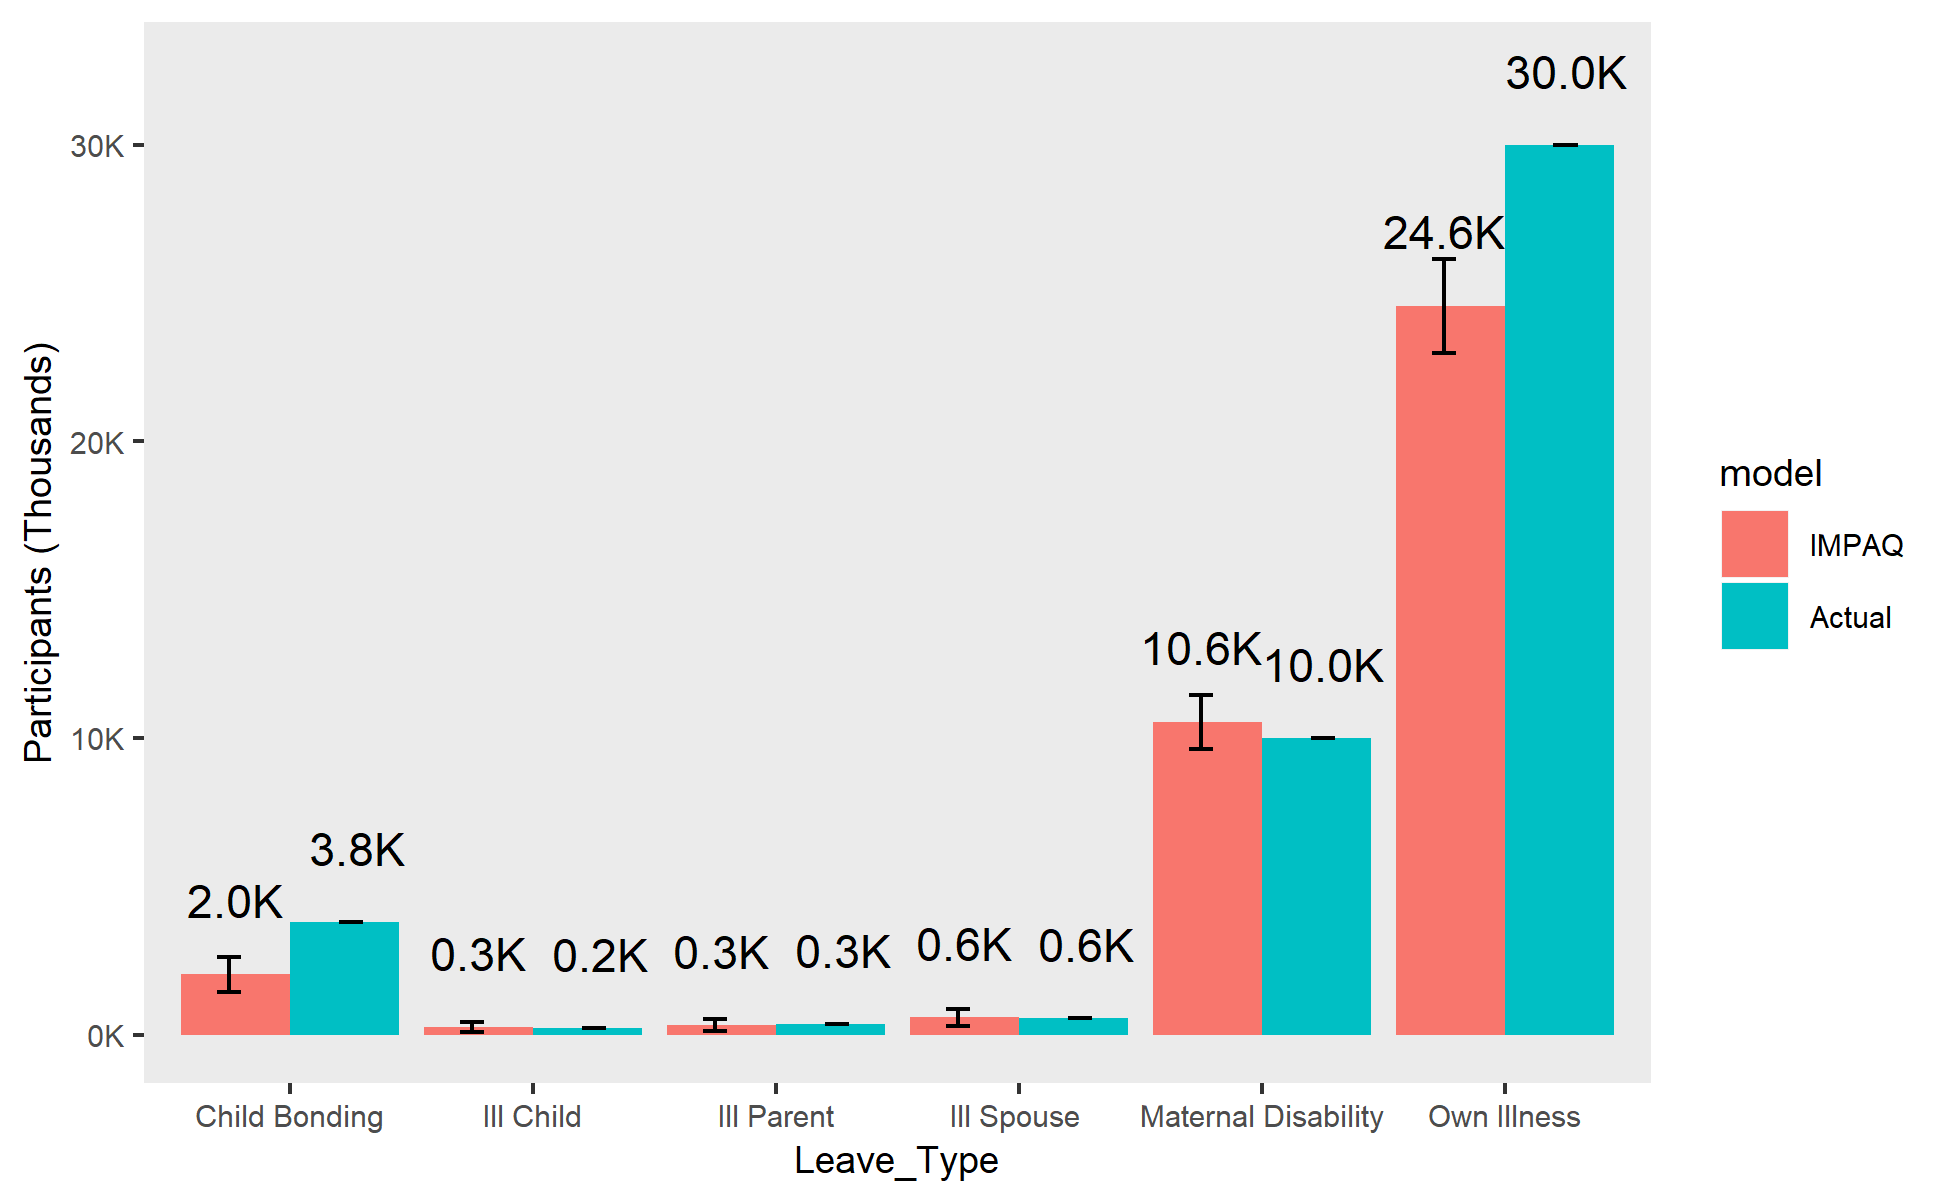 30.0K
30K
24.6K
20K
10.6K
10.0K
10K
3.8K
2.0K
0.3K
0.2K
0.3K
0.3K
0.6K
0.6K
0K
Participants (Thousands)
Child Bonding
Ill Child
Ill Parent
Ill Spouse
Maternal Disability
Own Illness
Leave_Type
model
IMPAQ
Actual